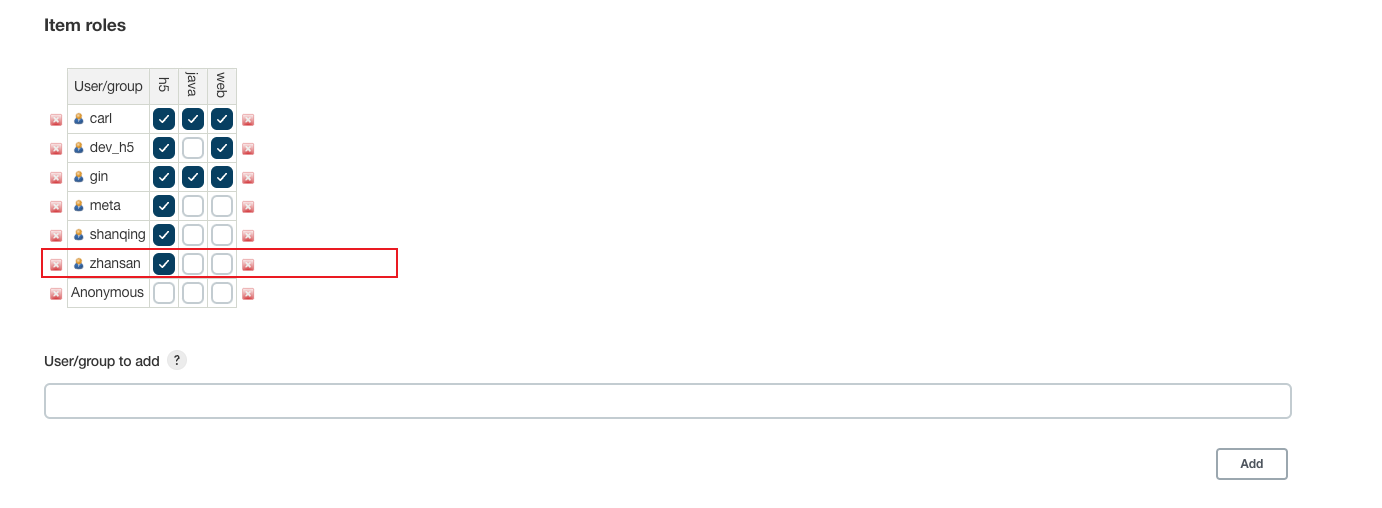 Item roles
User/group h5 java web
carl
dev_h5
gin
meta
shanqing
zhansan
Anonymous
User/group to add ?
Add